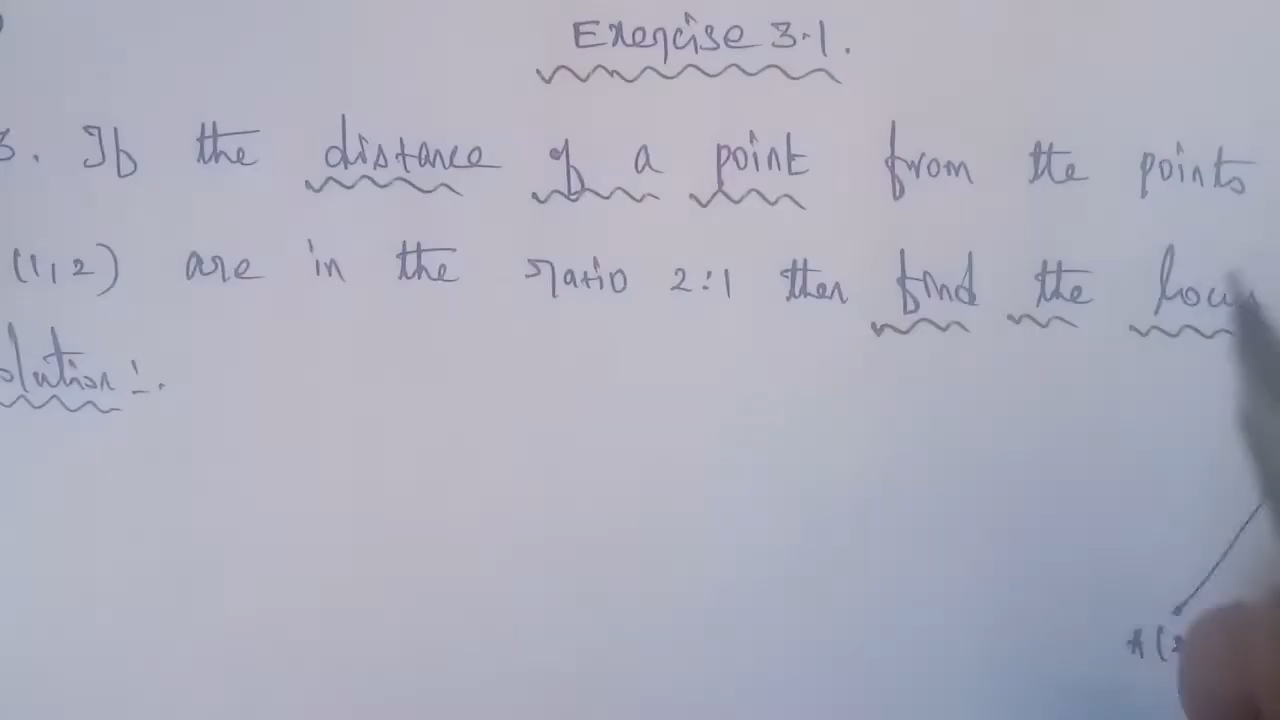 Exercise 3.1.
3. If the distance of a point from the points
(1,2) are in the ratio 2:1 then find the
olution :.
A (